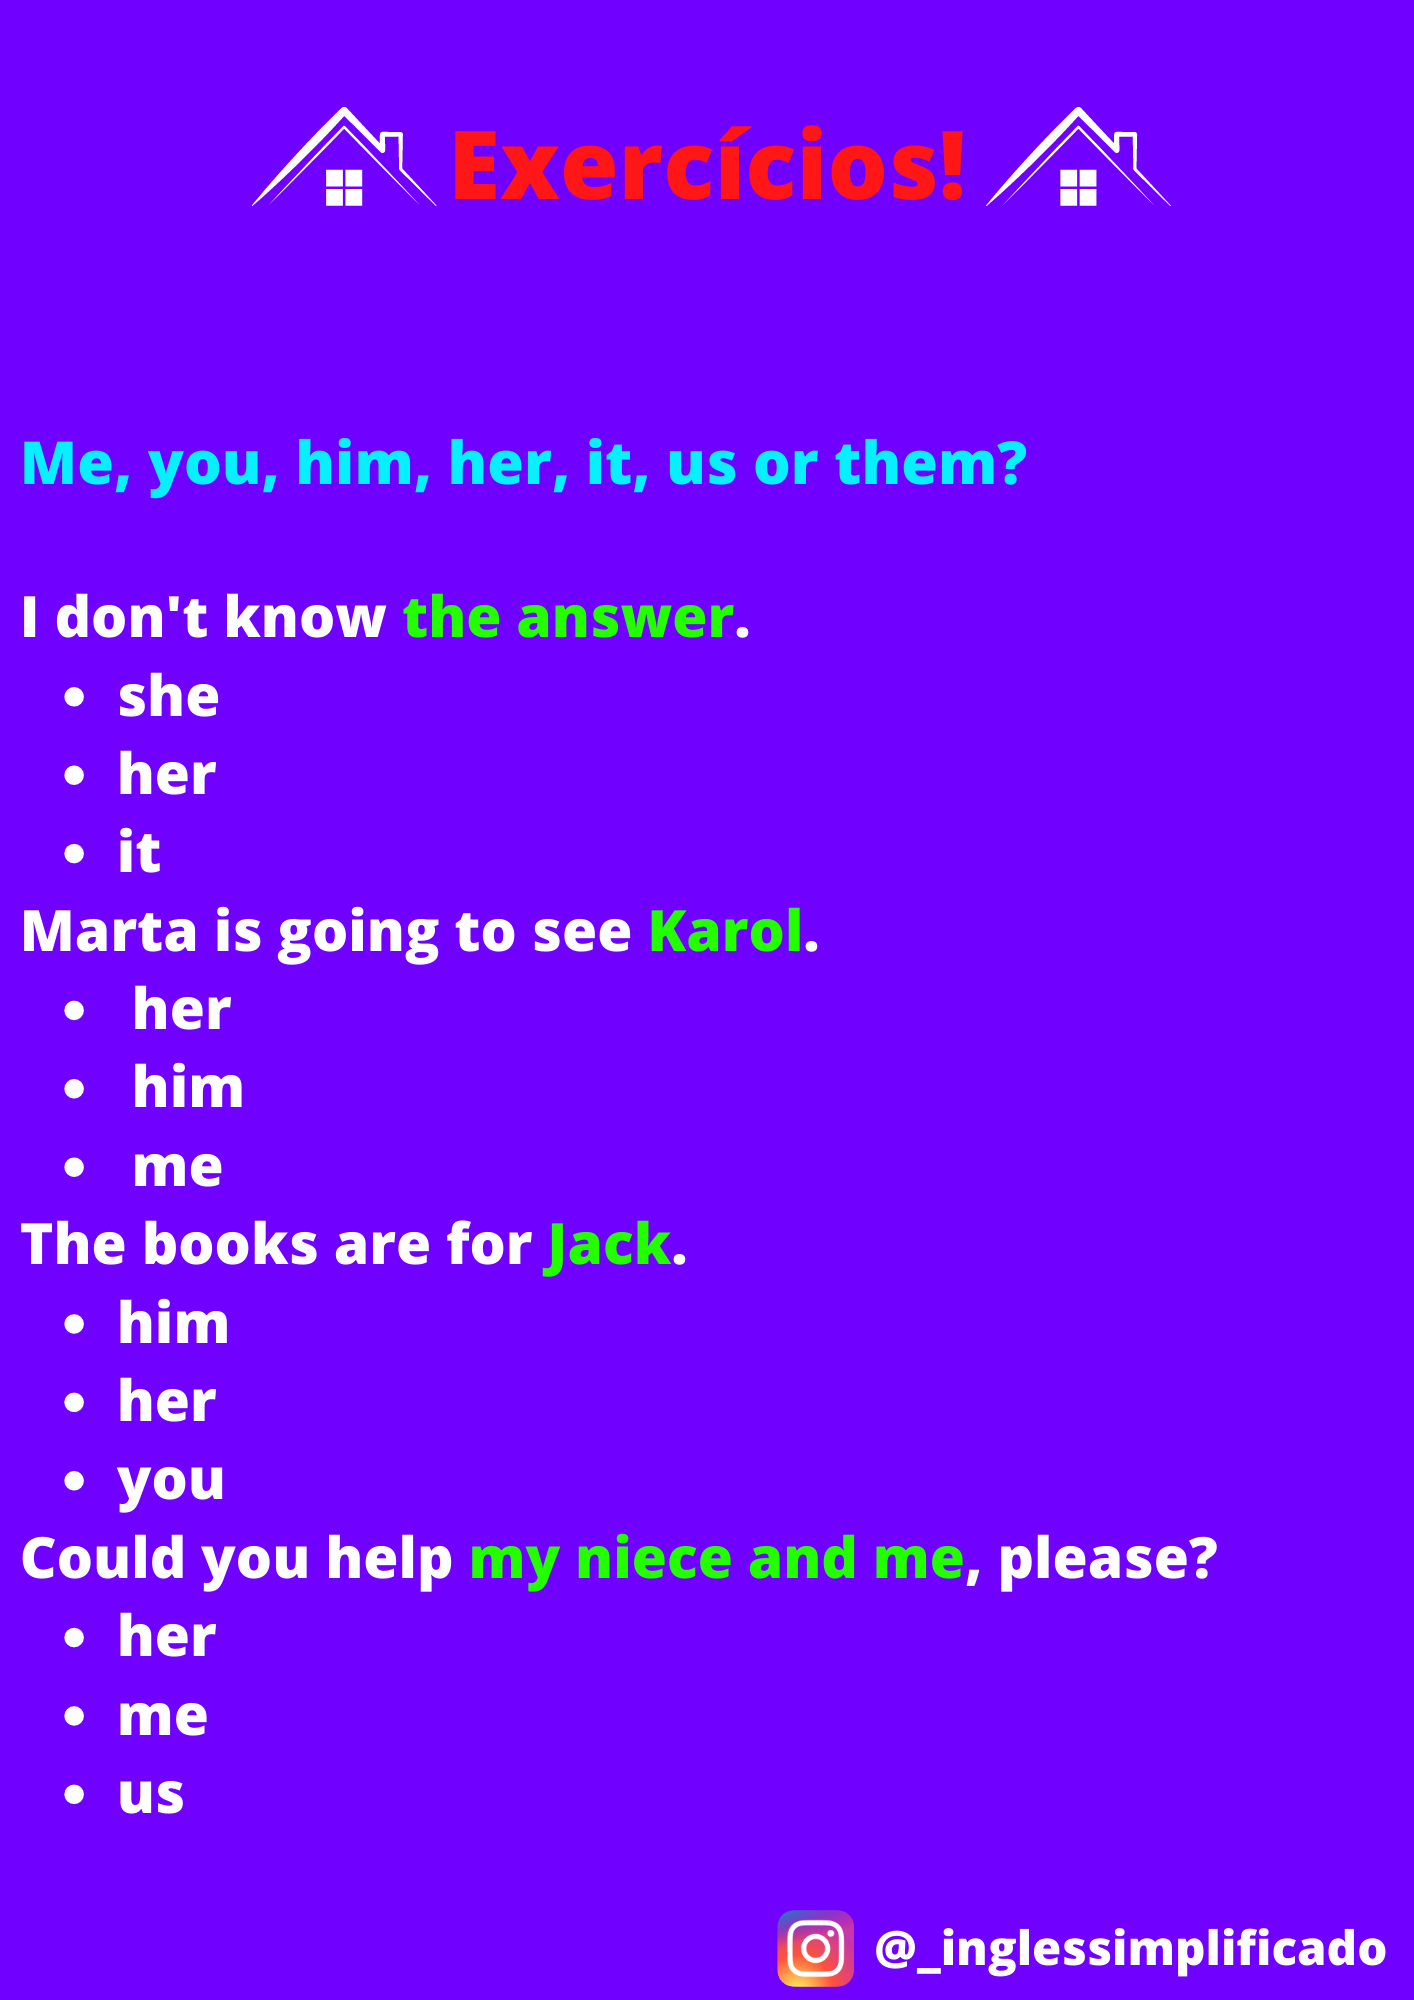 Exercícios!
Me, you, him, her, it, us or them?
I don't know the answer.
• she
• her
• it
Marta is going to see Karol.
• her
• him
• me
The books are for Jack.
• him
• her
• you
Could you help my niece and me, please?
• her
• me
• us
@_inglessimplificado